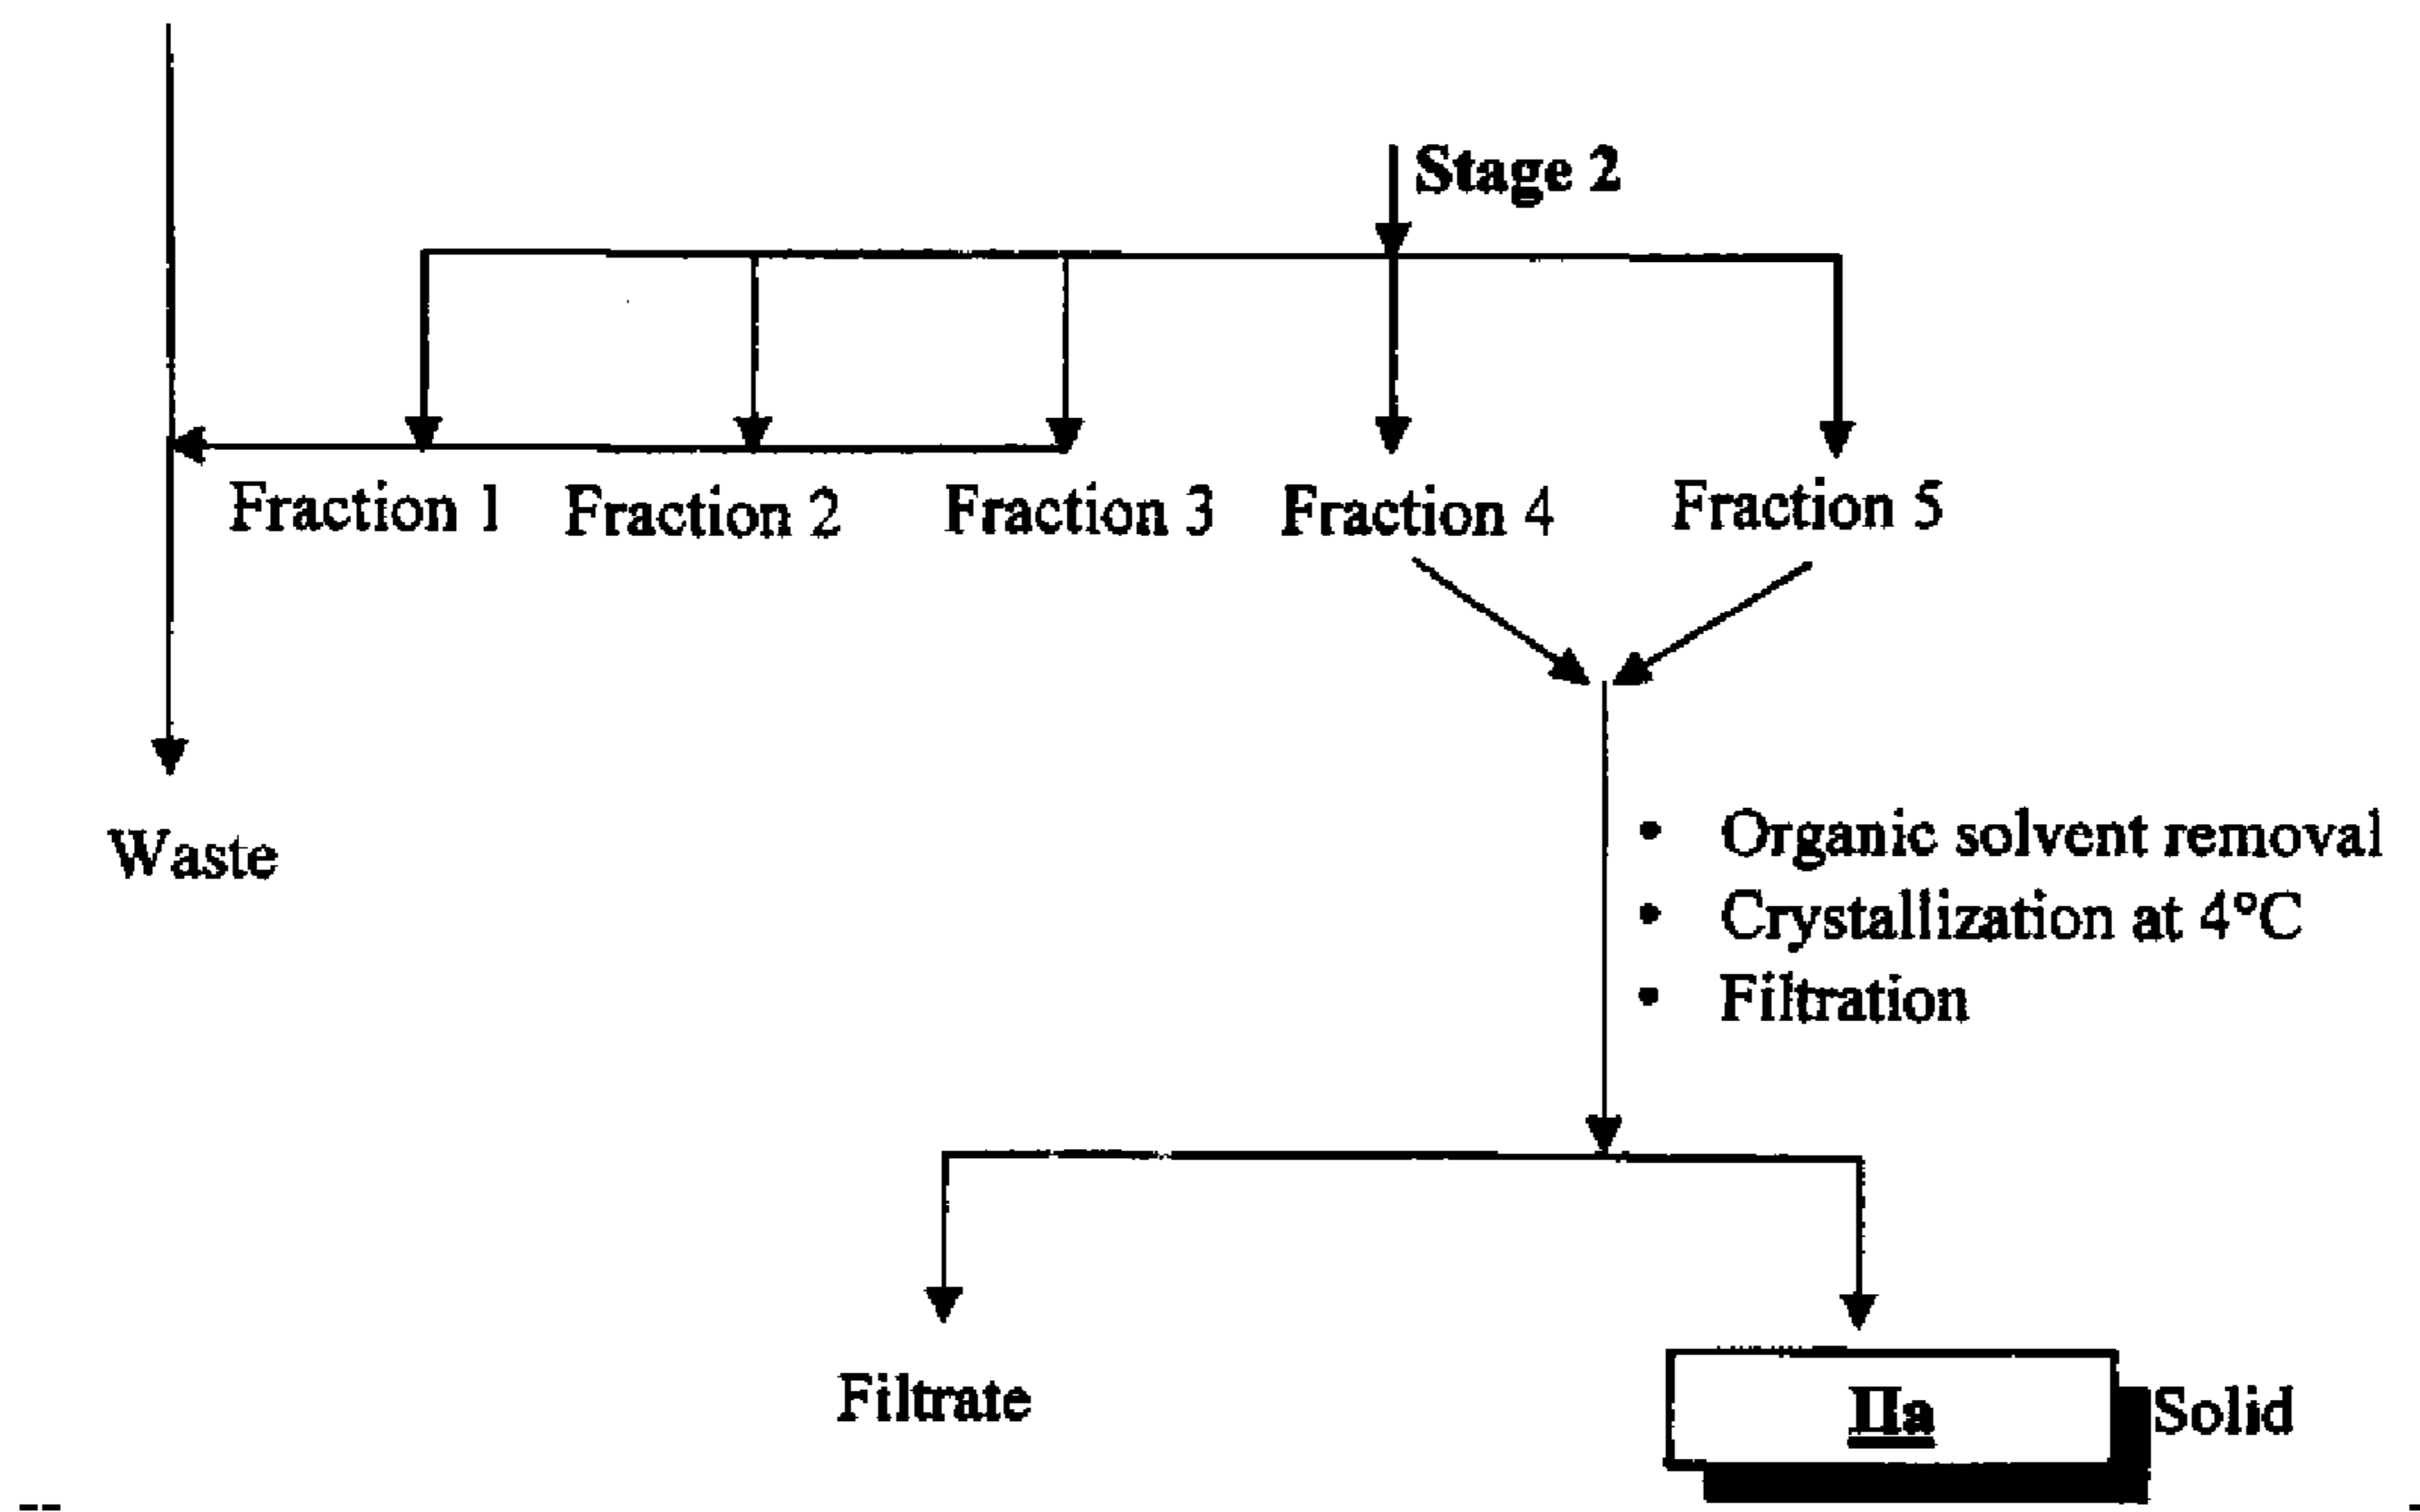 Stage 2
Fraction 1 Fraction 2 Fraction 3 Fraction 4 Fraction 5
Waste
• Organic solvent removal
• Crystallization at 4°C
• Filtration
Filtrate
IIa Solid